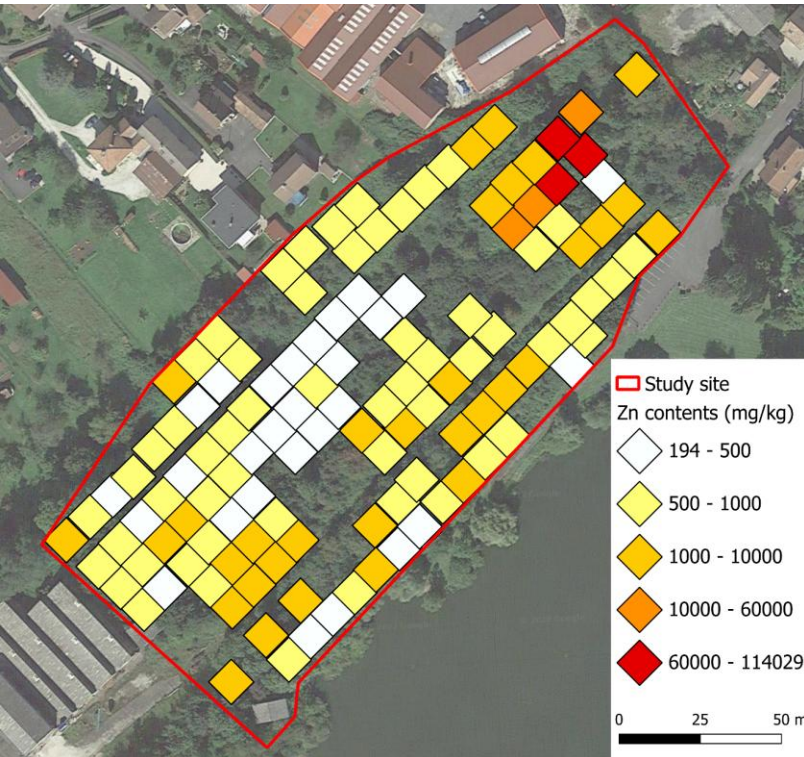 Study site
Zn contents (mg/kg)
194 - 500
500 - 1000
1000 - 10000
10000 - 60000
60000 - 114029
0 25 50 m